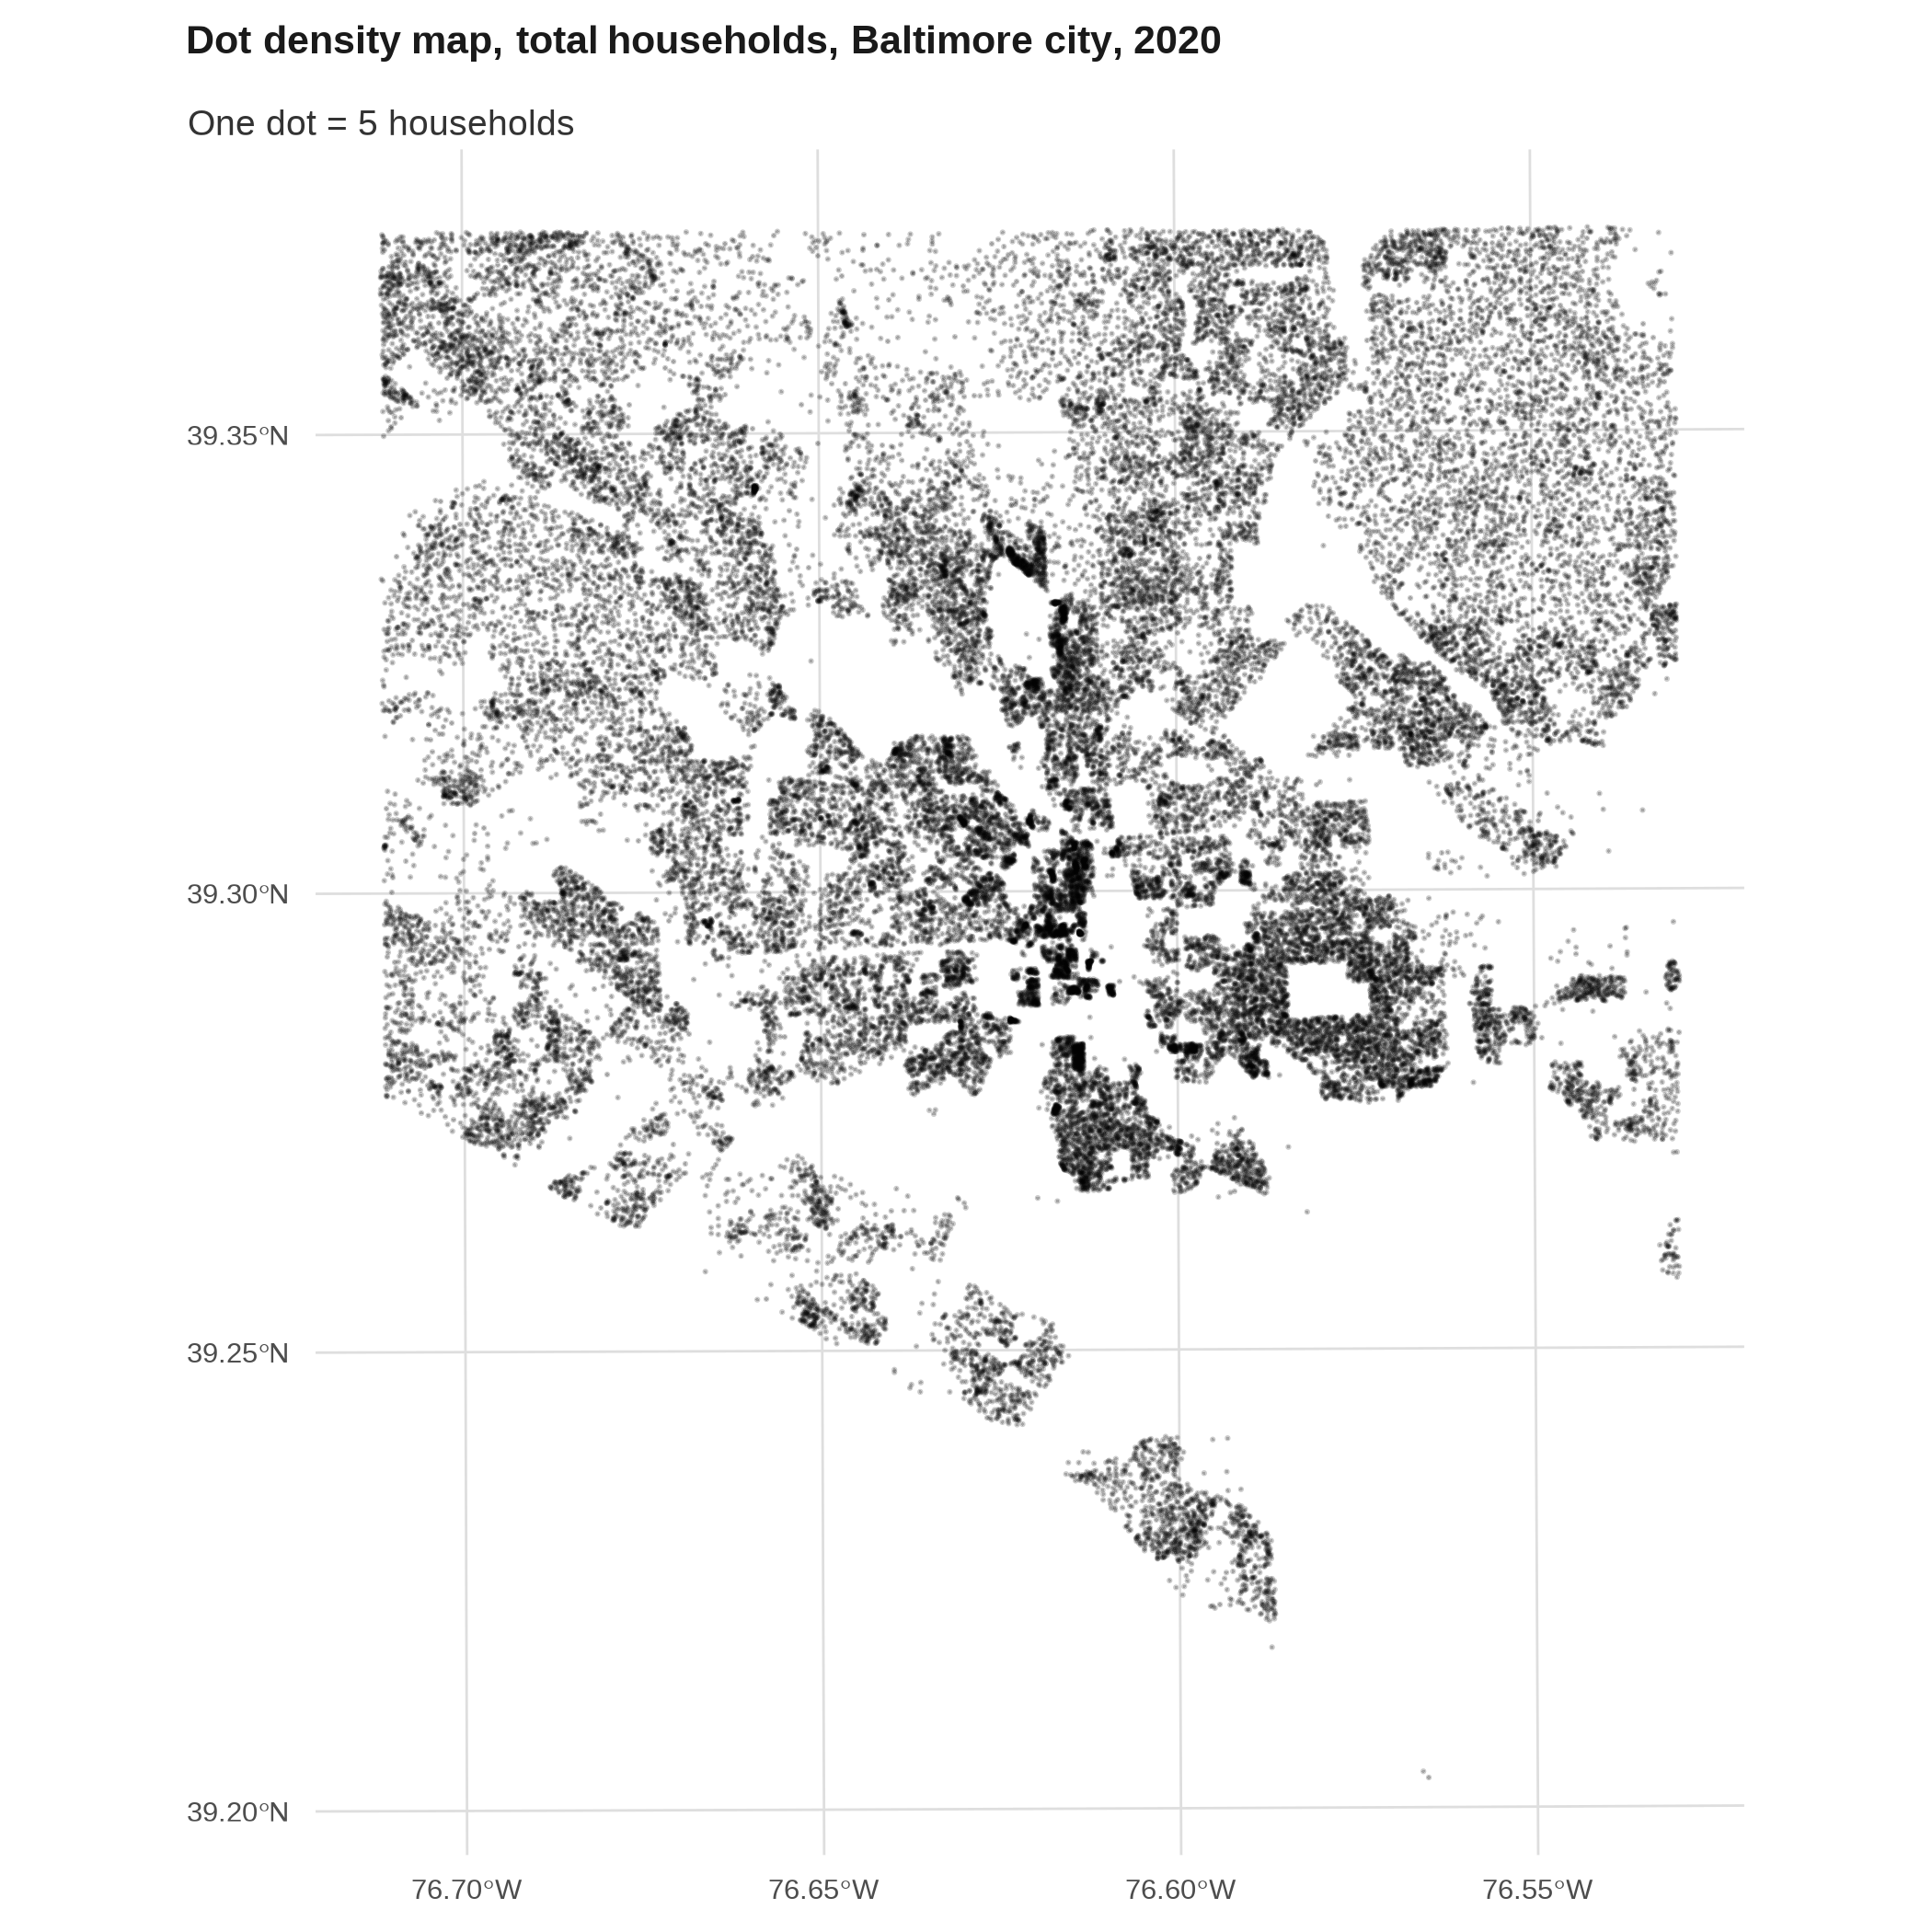 Dot density map, total households, Baltimore city, 2020
One dot = 5 households
39.35°N
39.30°N
39.25°N
39.20°N
76.70°W 76.65°W 76.60°W 76.55°W